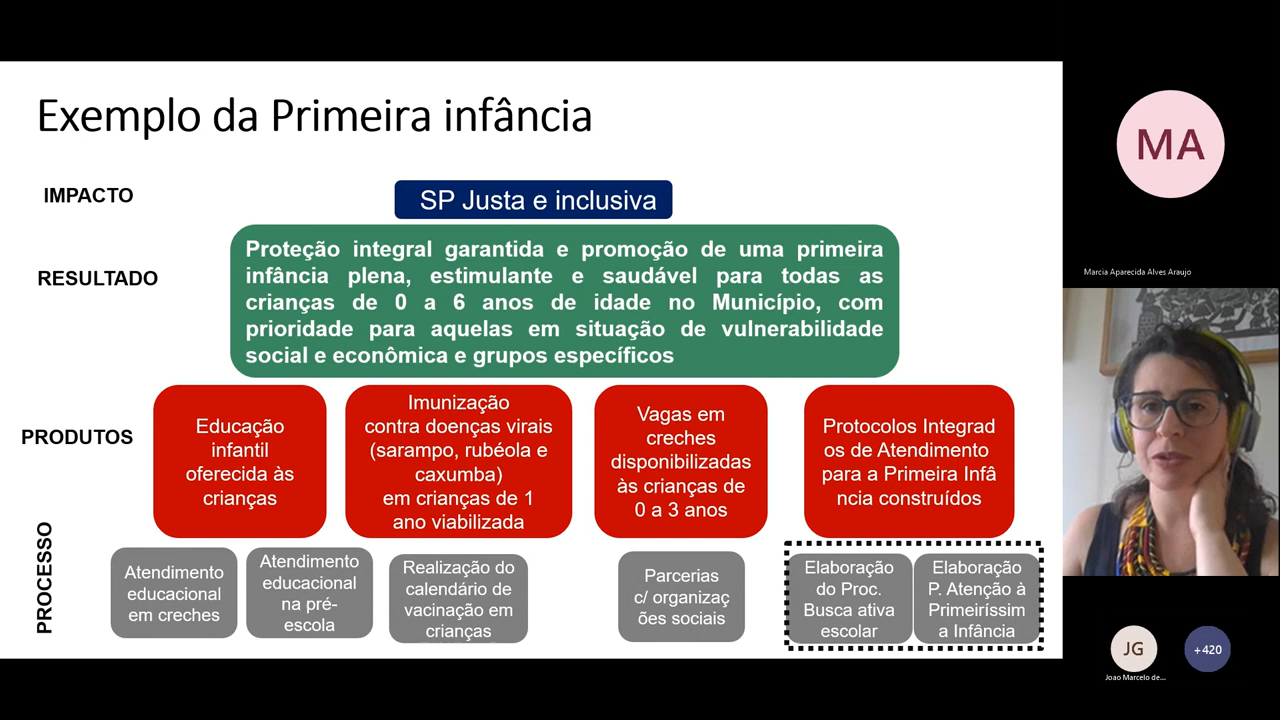 Exemplo da Primeira infância
IMPACTO
SP Justa e inclusiva
RESULTADO
Proteção integral garantida e promoção de uma primeira
infância plena, estimulante e saudável para todas as
crianças de 0 a 6 anos de idade no Município, com
prioridade para aquelas em situação de vulnerabilidade
social e econômica e grupos específicos
PRODUTOS
Educação
infantil
oferecida às
crianças
Imunização
contra doenças virais
(sarampo, rubéola e
caxumba)
em crianças de 1
ano viabilizada
Vagas em
creches
disponibilizadas
às crianças de
0 a 3 anos
Protocolos Integrad
os de Atendimento
para a Primeira Infâ
ncia construídos
PROCESSO
Atendimento
educacional
em creches
Atendimento
educacional
na pré-
escola
Realização do
calendário de
vacinação em
crianças
Parcerias
c/ organizaç
ões sociais
Elaboração
do Proc.
Busca ativa
escolar
Elaboração
P. Atenção à
Primeiríssim
a Infância
MA
Marcia Aparecida Alves Araujo
JG
Joao Marcelo de...
+420